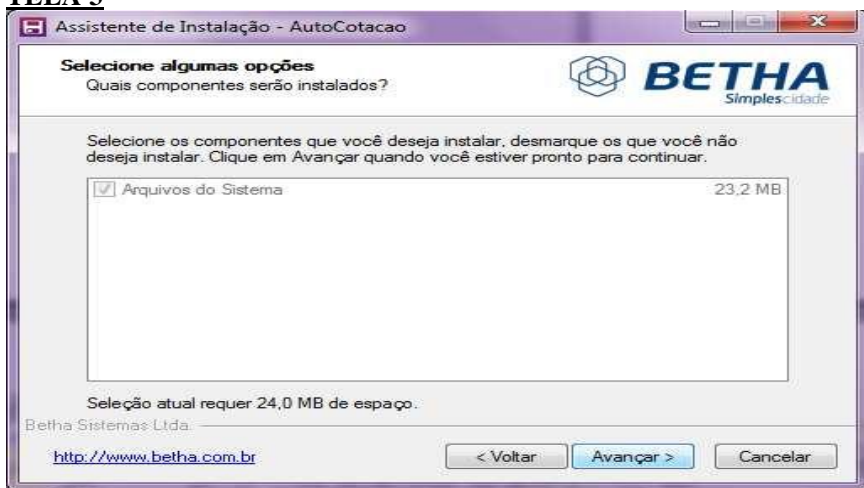 TELA 3
Assistente de Instalação - AutoCotacao
Selecione algumas opções
Quais componentes serão instalados?
BETHA
Simplescidade
Selecione os componentes que você deseja instalar, desmarque os que você não
deseja instalar. Clique em Avançar quando você estiver pronto para continuar.
Arquivos do Sistema 23,2 MB
Seleção atual requer 24,0 MB de espaço.
Betha Sistemas Ltda.
http://www.betha.com.br
< Voltar Avançar > Cancelar